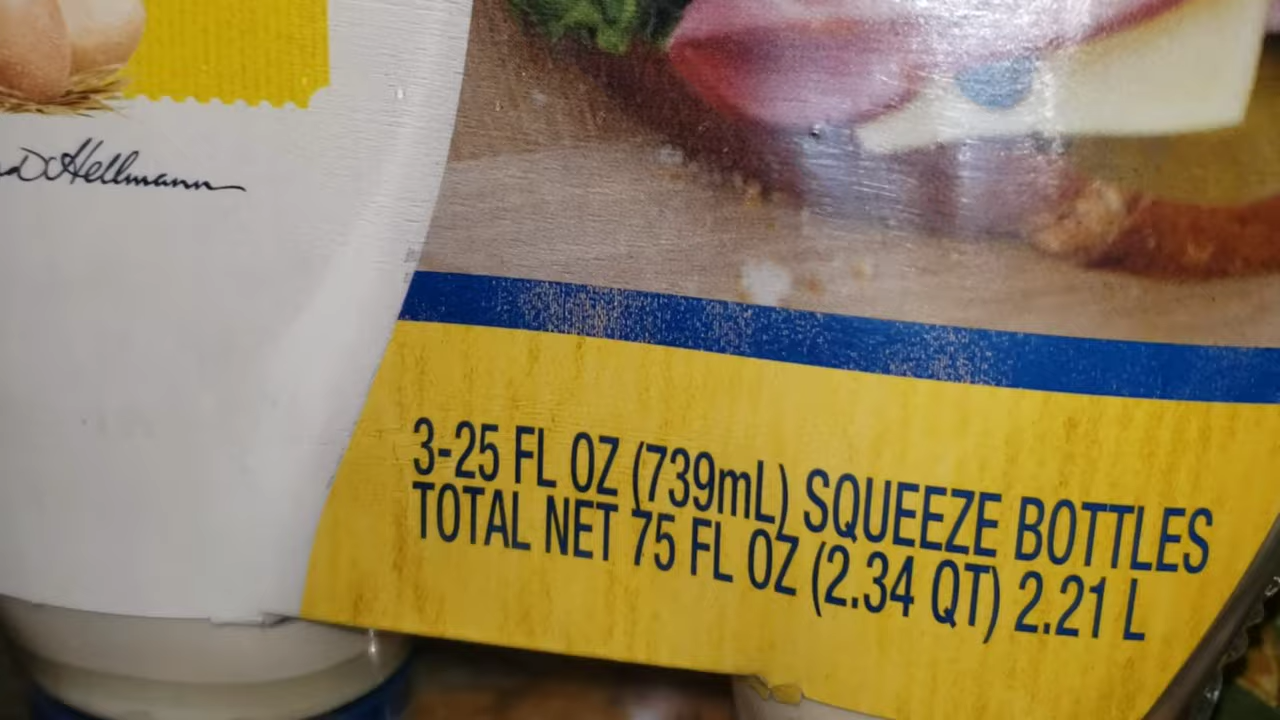 D Hellmann
3-25 FL OZ (739mL) SQUEEZE BOTTLES
TOTAL NET 75 FL OZ (2.34 QT) 2.21 L